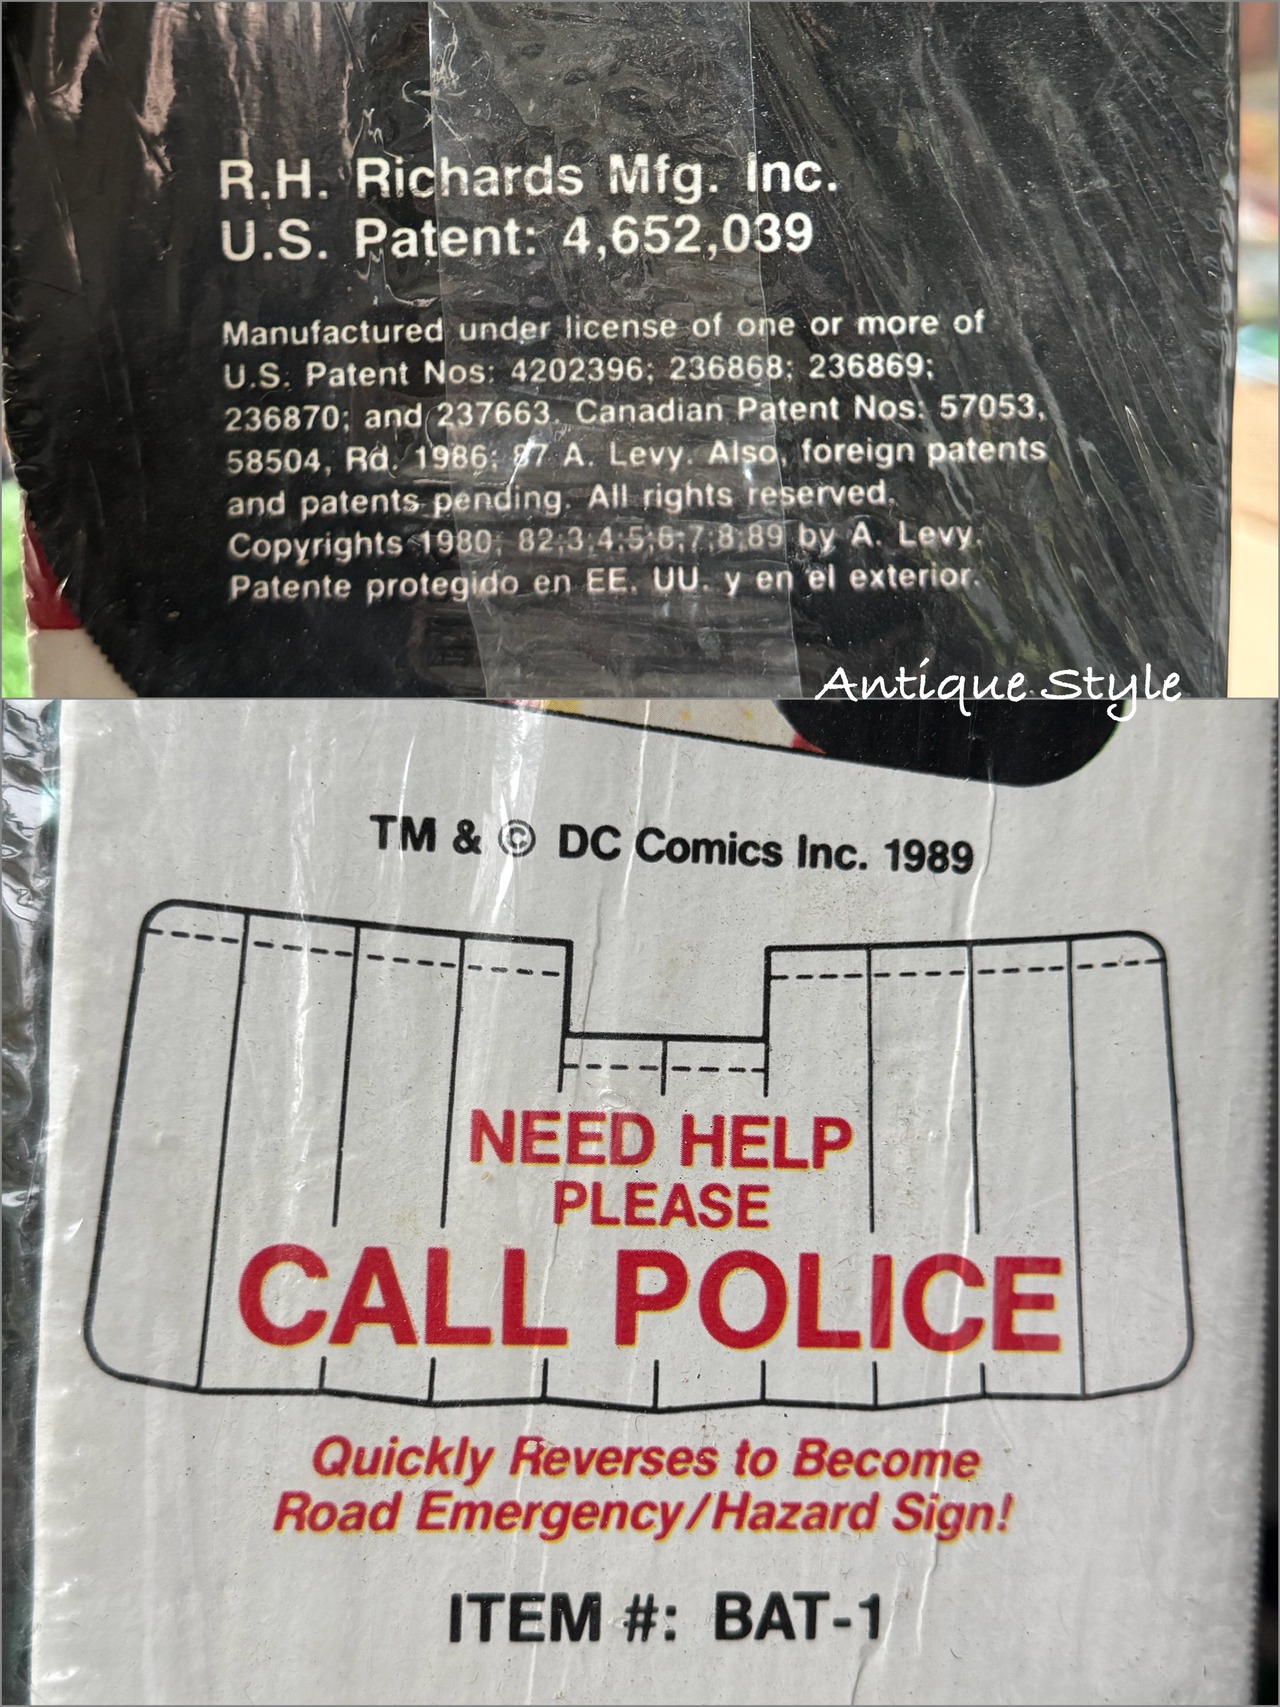 R.H. Richards Mfg. Inc.
U.S. Patent: 4,652,039
Manufactured under license of one or more of
U.S. Patent Nos: 4202396; 236868; 236869;
236870; and 237663. Canadian Patent Nos: 57053,
58504, Rd. 1986; 87 A. Levy. Also, foreign patents
and patents pending. All rights reserved.
Copyrights 1980; 82;3;4;5;6;7;8;89 by A. Levy.
Patente protegido en EE. UU. y en el exterior.
Antique Style
TM & © DC Comics Inc. 1989
NEED HELP
PLEASE
CALL POLICE
Quickly Reverses to Become
Road Emergency/Hazard Sign!
ITEM #: BAT-1